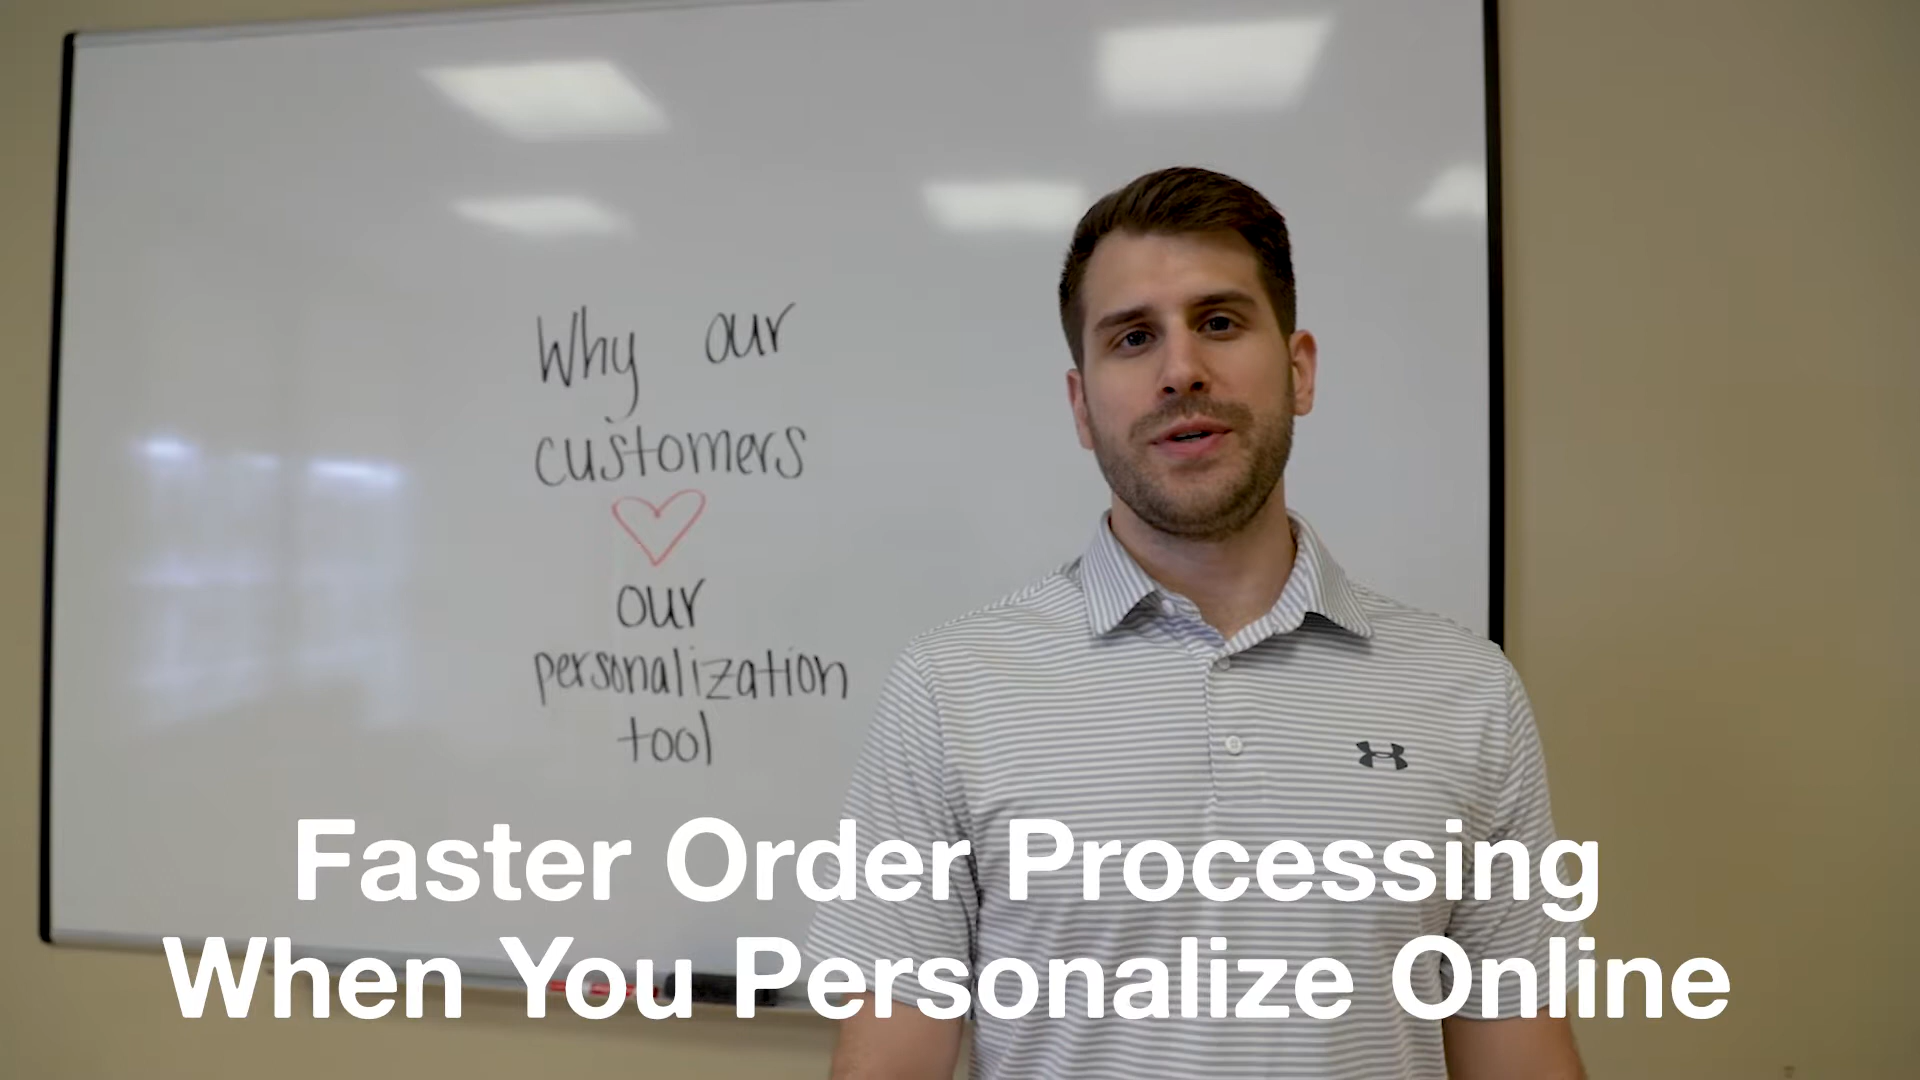 Why our
customers
our
personalization
tool
Faster Order Processing
When You Personalize Online